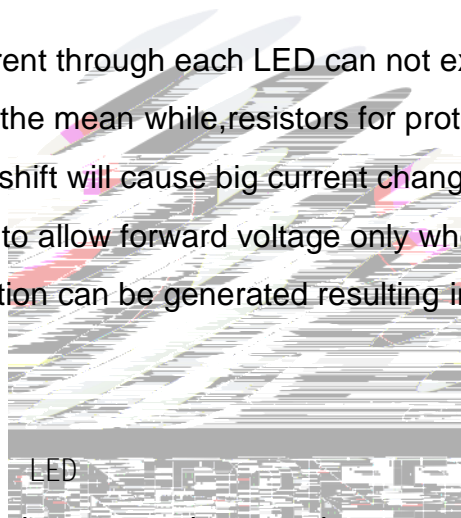 rent through each LED can not ex
the mean while,resistors for prot
shift will cause big current chang
to allow forward voltage only wh
tion can be generated resulting i
LED